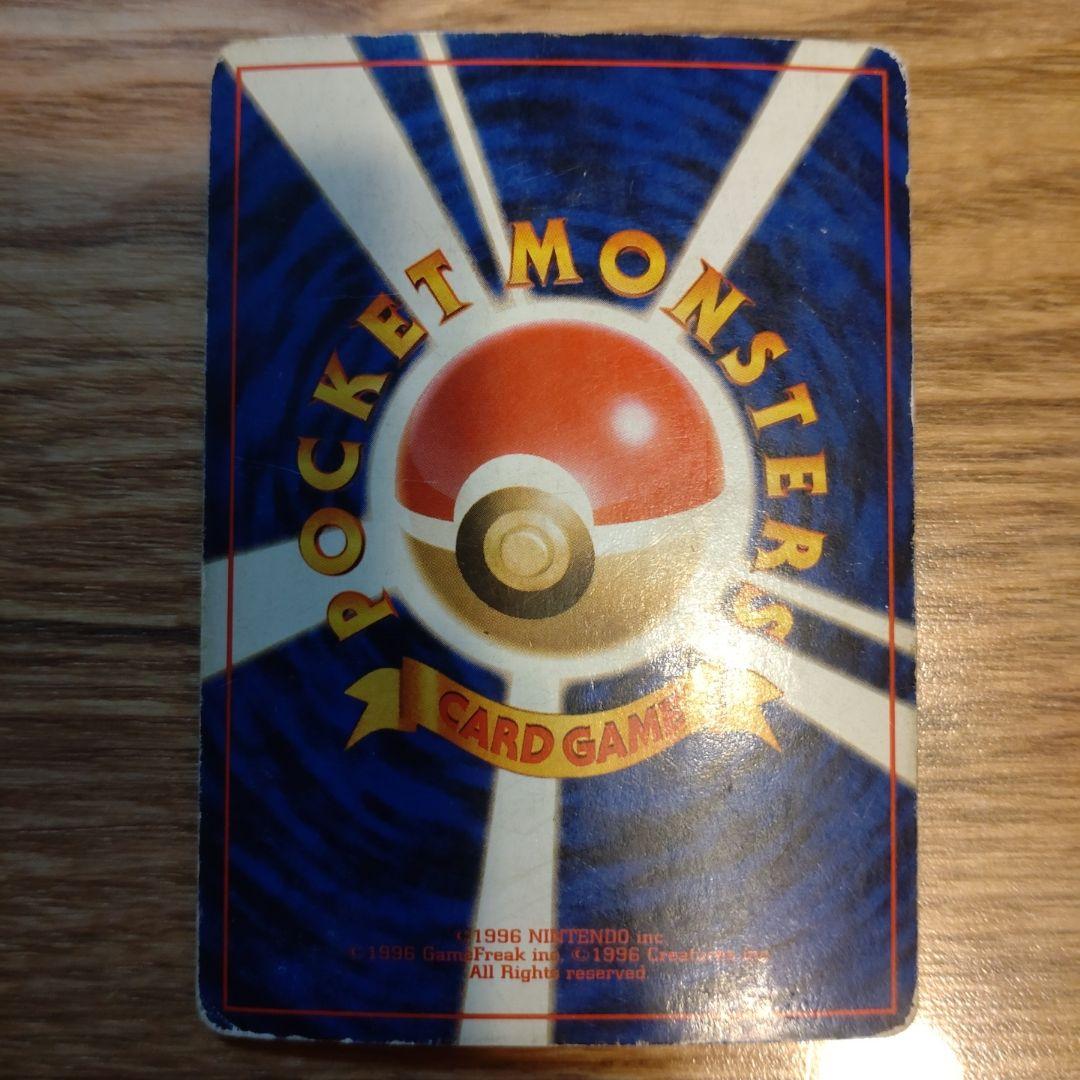 POCKET MONSTERS
CARD GAME
©1996 NINTENDO inc.
©1996 GameFreak inc. ©1996 Creatures inc.
All Rights reserved.